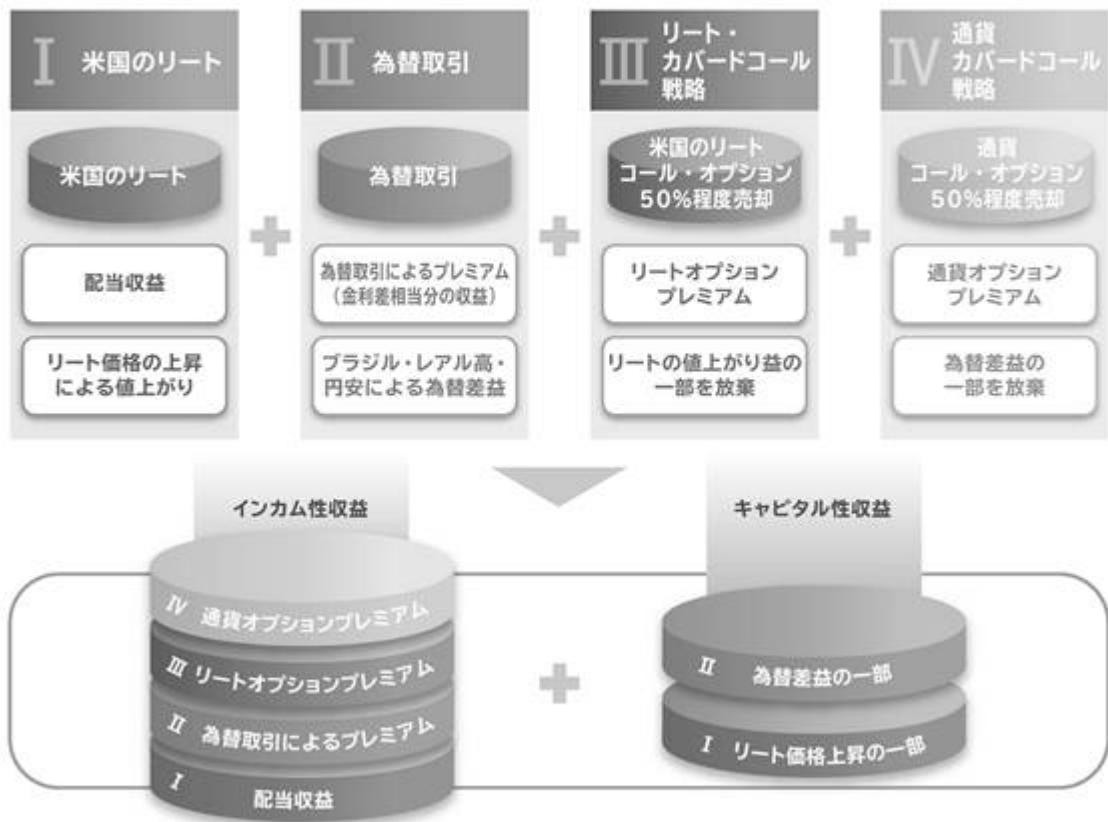 Ⅰ 米国のリート
Ⅱ 為替取引
Ⅲ リート・
カバードコール
戦略
Ⅳ 通貨
カバードコール
戦略
米国のリート
為替取引
米国のリート
コール・オプション
50%程度売却
通貨
コール・オプション
50%程度売却
配当収益
為替取引によるプレミアム
（金利差相当分の収益）
リートオプション
プレミアム
通貨オプション
プレミアム
リート価格の上昇
による値上がり
ブラジル・レアル高・
円安による為替差益
リートの値上がり益の
一部を放棄
為替差益の
一部を放棄
インカム性収益
キャピタル性収益
Ⅳ 通貨オプションプレミアム
Ⅲ リートオプションプレミアム
Ⅱ 為替取引によるプレミアム
Ⅰ 配当収益
Ⅱ 為替差益の一部
Ⅰ リート価格上昇の一部